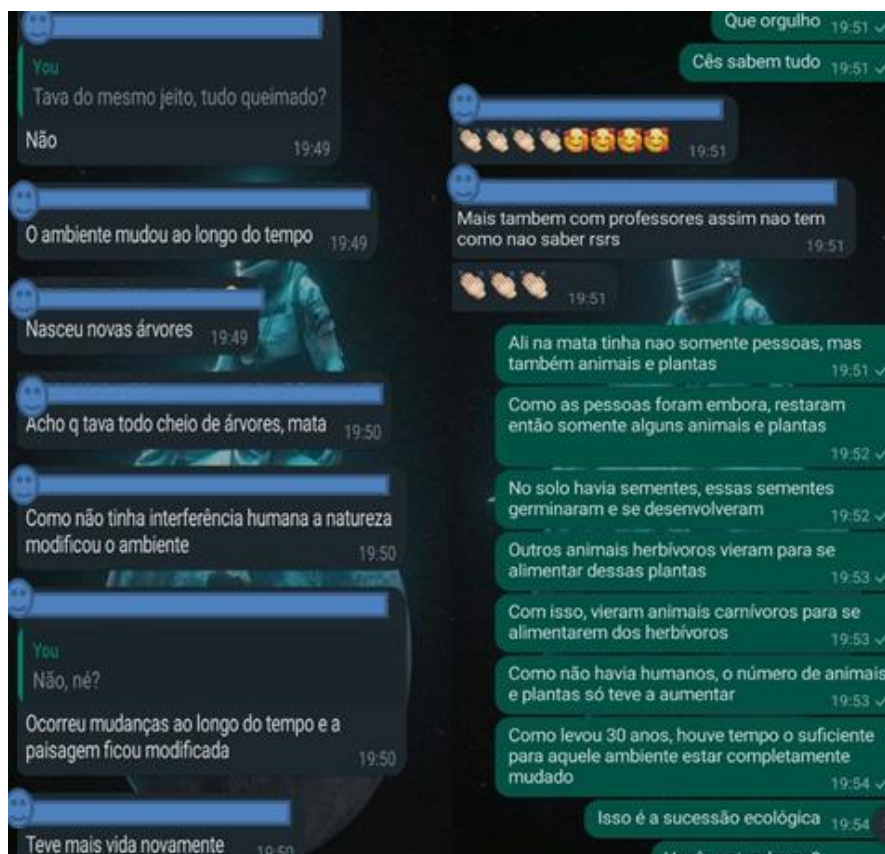 You
Tava do mesmo jeito, tudo queimado?
Não
19:49
O ambiente mudou ao longo do tempo 19:49
Nasceu novas árvores 19:49
Acho q tava todo cheio de árvores, mata 19:50
Como não tinha interferência humana a natureza
modificou o ambiente
19:50
You
Não, né?
Ocorreu mudanças ao longo do tempo e a
paisagem ficou modificada
19:50
Teve mais vida novamente 19:50
Que orgulho 19:51
Cês sabem tudo 19:51
👏🏻👏🏻👏🏻👏🏻🥰🥰🥰🥰 19:51
Mais tambem com professores assim nao tem
como nao saber rsrs
19:51
👏🏻👏🏻👏🏻 19:51
Ali na mata tinha nao somente pessoas, mas
também animais e plantas
19:51
Como as pessoas foram embora, restaram
então somente alguns animais e plantas
19:52
No solo havia sementes, essas sementes
germinaram e se desenvolveram
19:52
Outros animais herbívoros vieram para se
alimentar dessas plantas
19:53
Com isso, vieram animais carnívoros para se
alimentarem dos herbívoros
19:53
Como não havia humanos, o número de animais
e plantas só teve a aumentar
19:53
Como levou 30 anos, houve tempo o suficiente
para aquele ambiente estar completamente
mudado
19:54
Isso é a sucessão ecológica 19:54